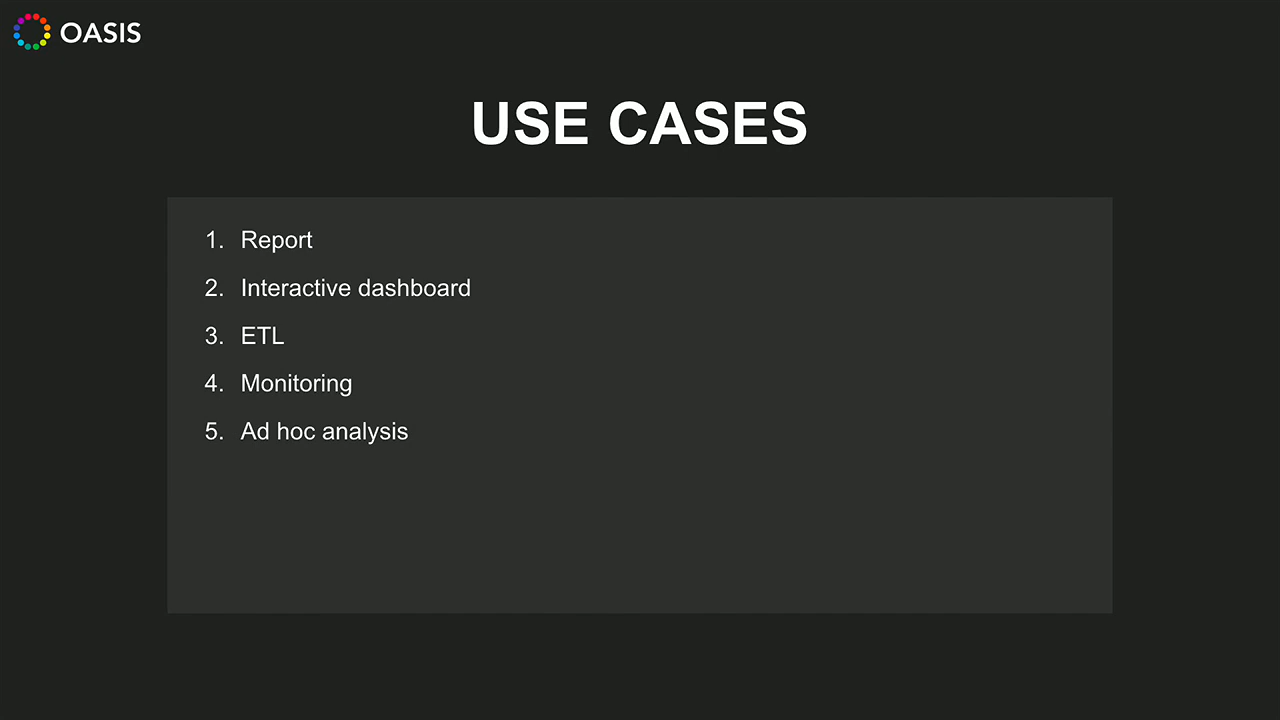 OASIS
USE CASES
1. Report
2. Interactive dashboard
3. ETL
4. Monitoring
5. Ad hoc analysis